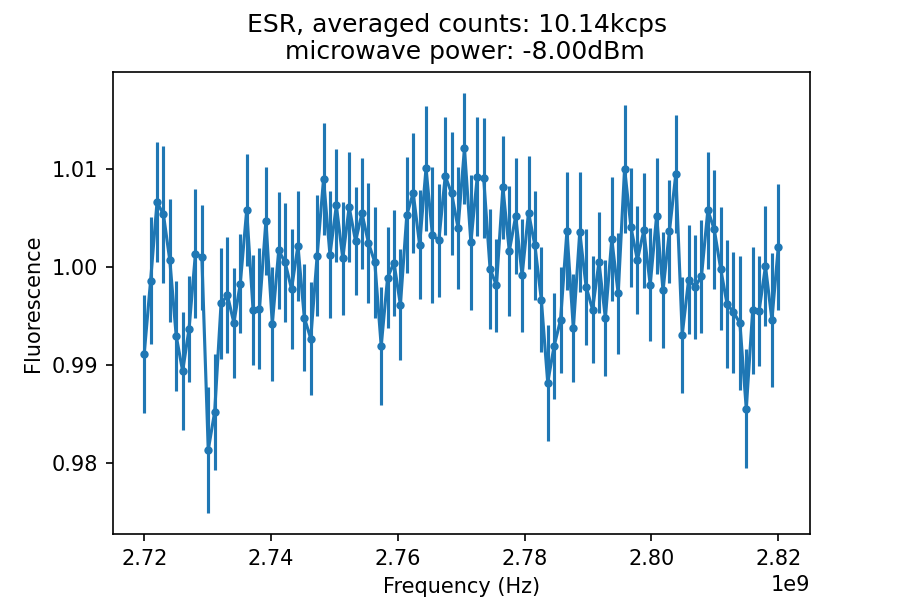 ESR, averaged counts: 10.14kcps
microwave power: -8.00dBm
1.01
1.00
0.99
0.98
Fluorescence
2.72 2.74 2.76 2.78 2.80 2.82
1e9
Frequency (Hz)